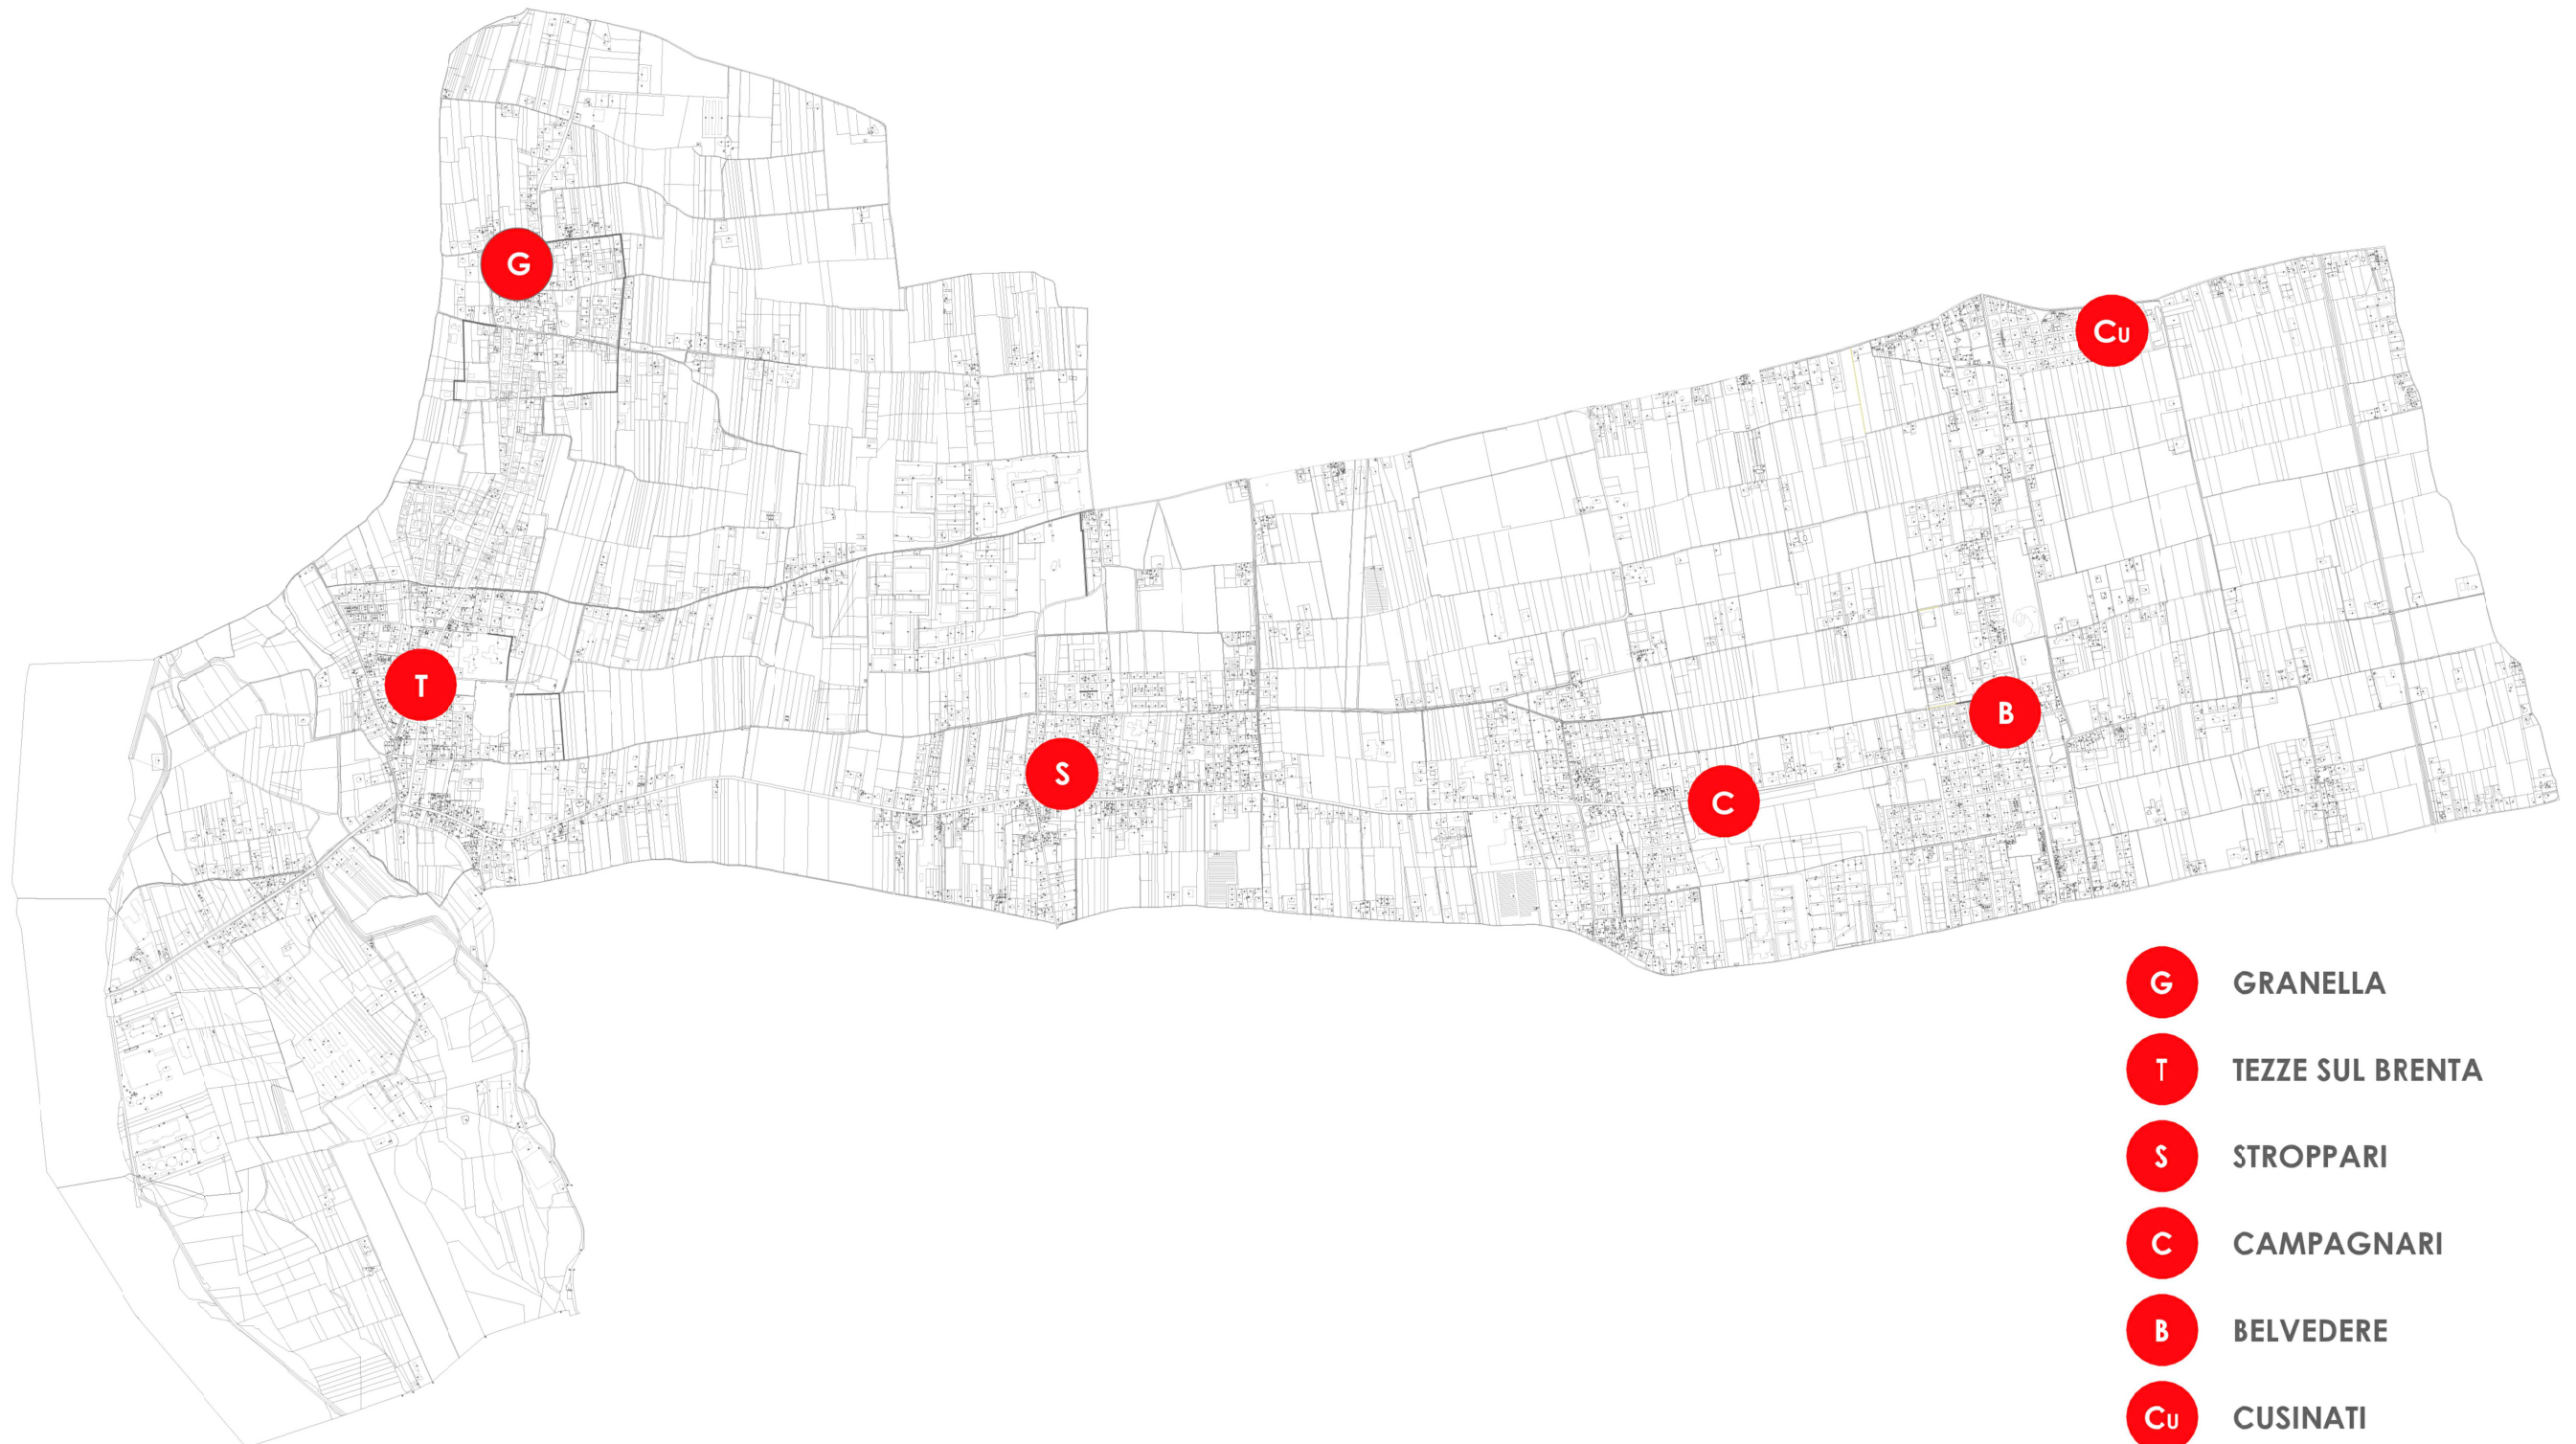 G
Cu
T
B
S
C
G GRANELLA
T TEZZE SUL BRENTA
S STROPPARI
C CAMPAGNARI
B BELVEDERE
Cu CUSINATI